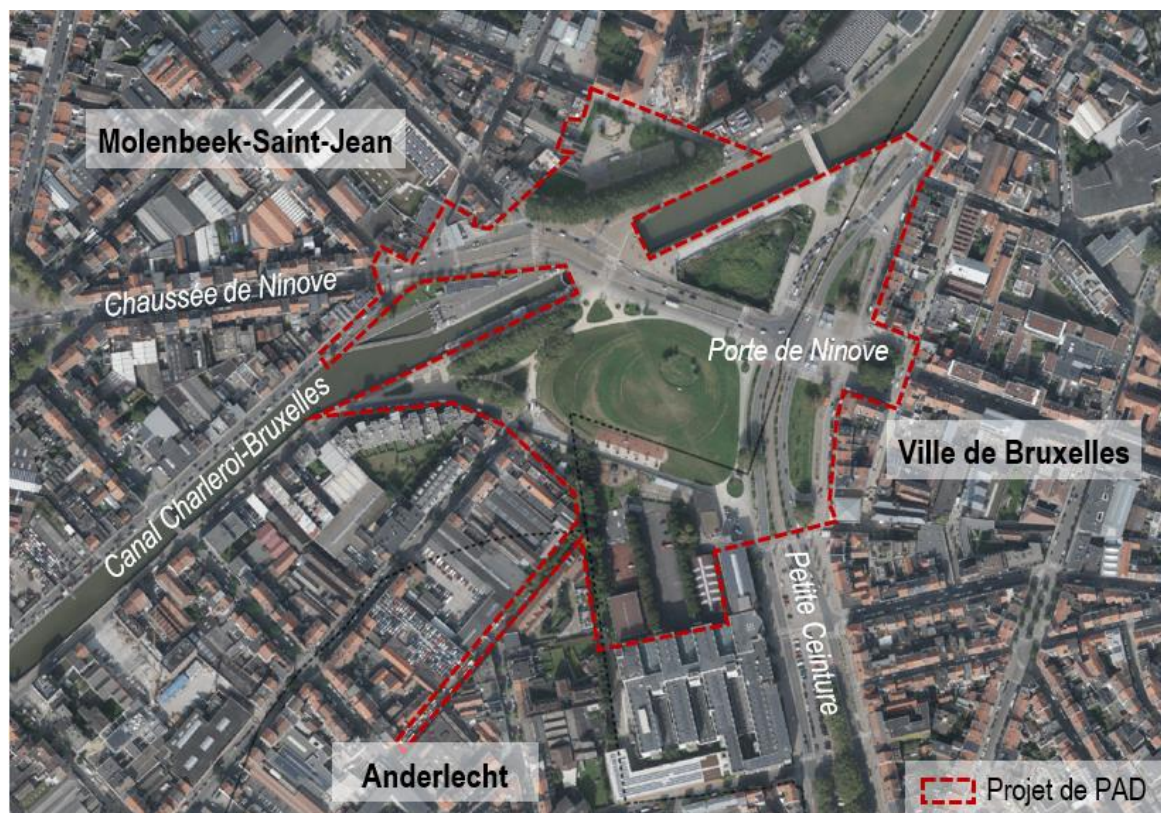 Molenbeek-Saint-Jean
Chaussée de Ninove
Porte de Ninove
Canal Charleroi-Bruxelles
Ville de Bruxelles
Petite Ceinture
Anderlecht
Projet de PAD